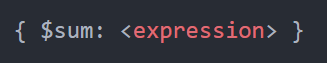 { $sum: <expression> }